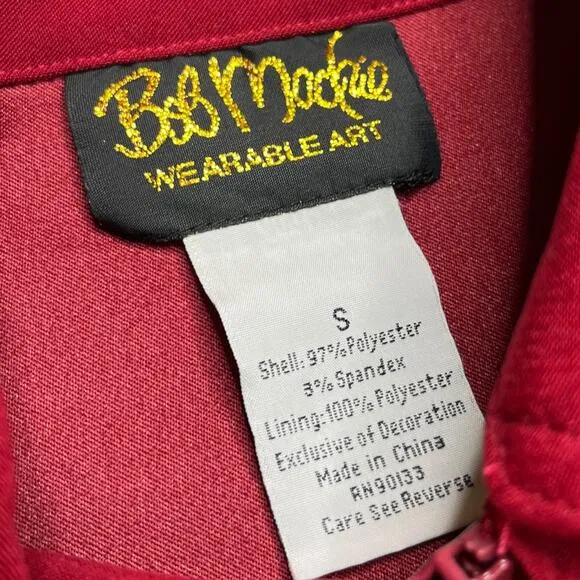 Bob Mackie
WEARABLE ART
S
Shell: 97% Polyester
3% Spandex
Lining: 100% Polyester
Exclusive of Decoration
Made in China
RN90133
Care See Reverse